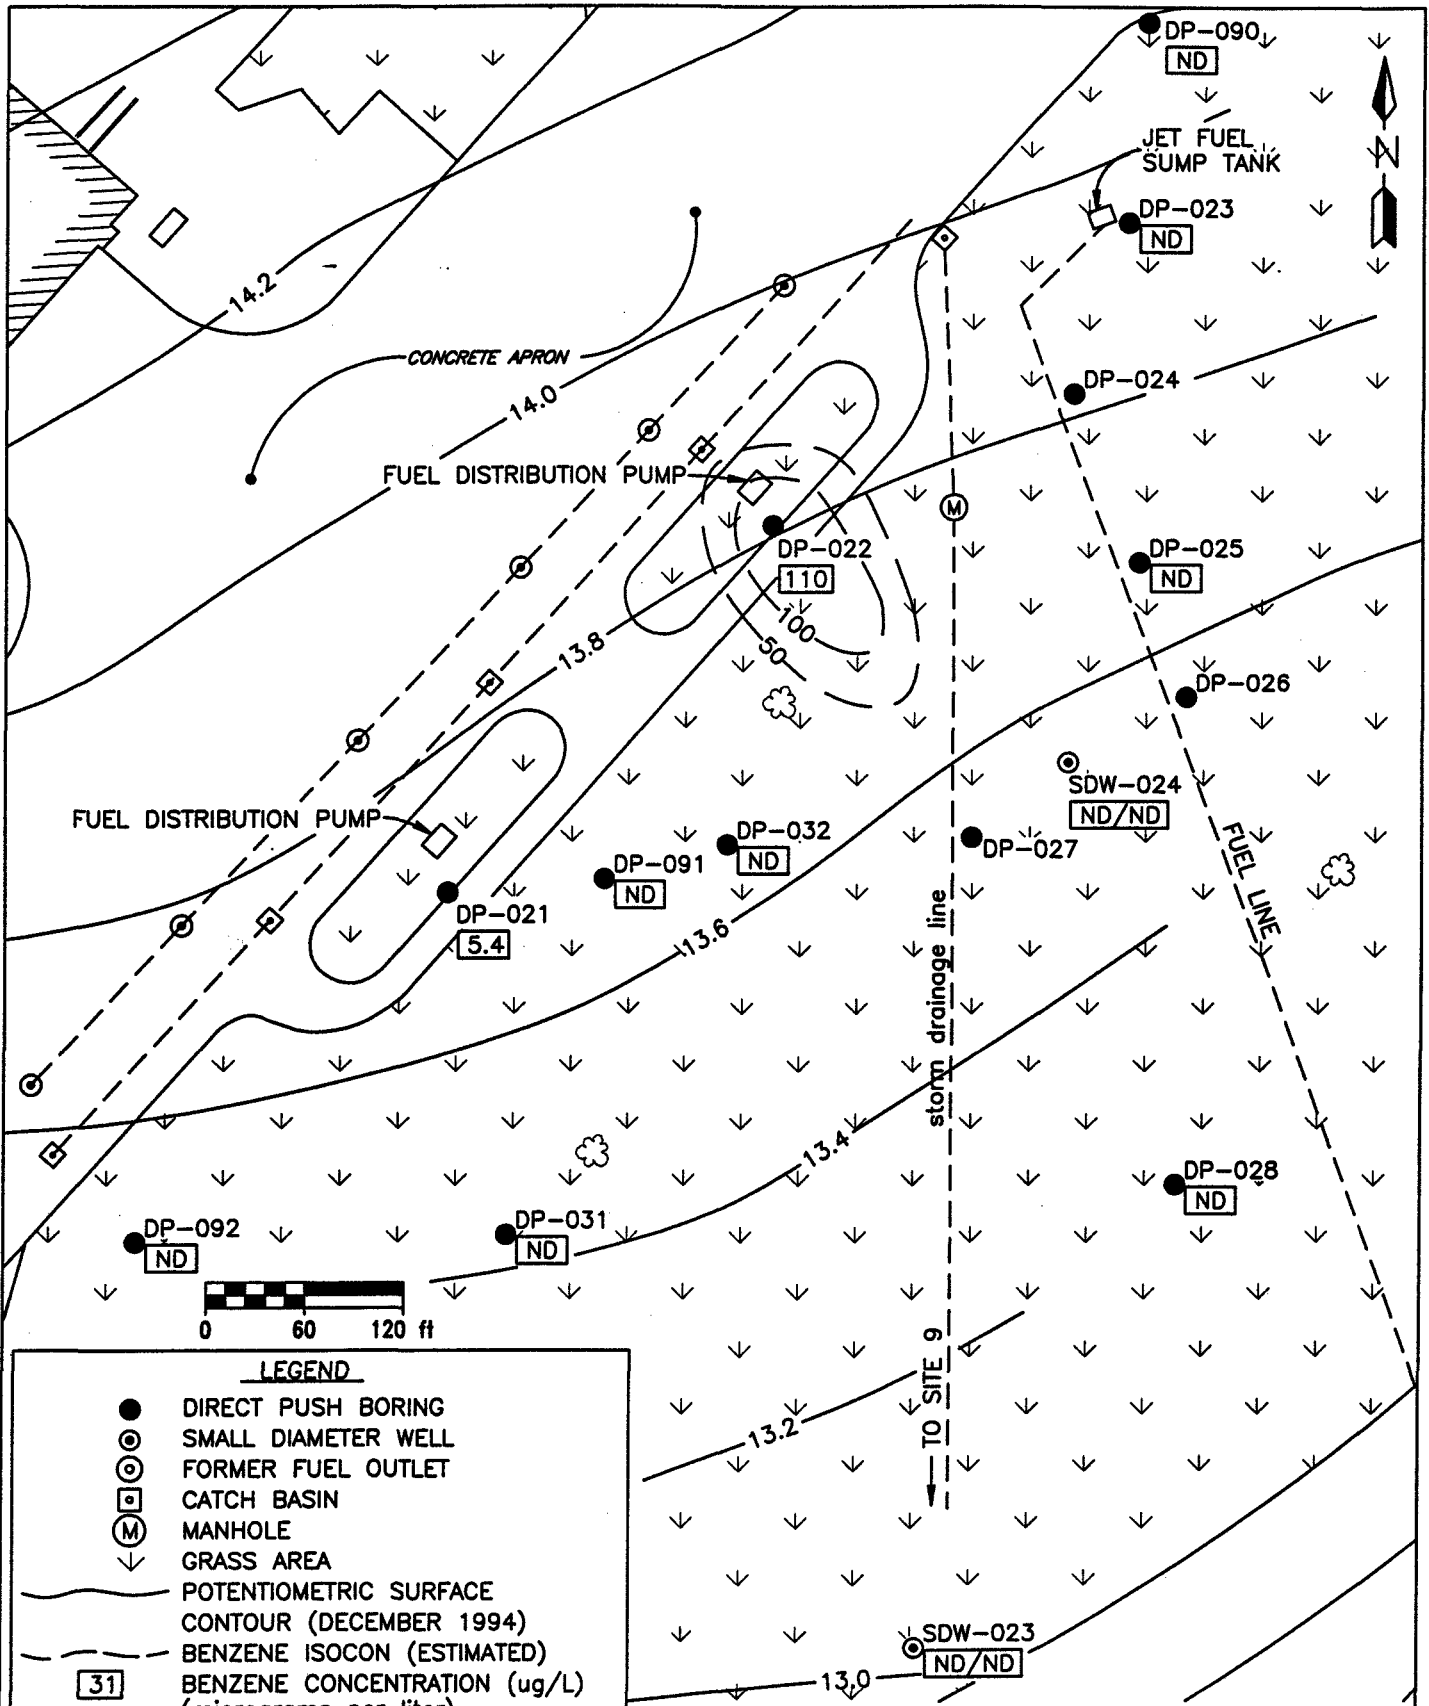 DP-090
ND
JET FUEL
SUMP TANK
N
DP-023
ND
14.2
CONCRETE APRON
14.0
DP-024
FUEL DISTRIBUTION PUMP
M
DP-022
110
DP-025
ND
100
50
13.8
DP-026
SDW-024
ND/ND
FUEL DISTRIBUTION PUMP
DP-032
ND
DP-027
FUEL LINE
DP-091
ND
DP-021
5.4
13.6
storm drainage line
13.4
DP-028
ND
DP-092
ND
DP-031
ND
0 60 120 ft
TO SITE 9
13.2
LEGEND
DIRECT PUSH BORING
SMALL DIAMETER WELL
FORMER FUEL OUTLET
CATCH BASIN
M MANHOLE
GRASS AREA
POTENTIOMETRIC SURFACE
CONTOUR (DECEMBER 1994)
BENZENE ISOCON (ESTIMATED)
31 BENZENE CONCENTRATION (ug/L)
(micrograms per liter)
SDW-023
ND/ND
13.0